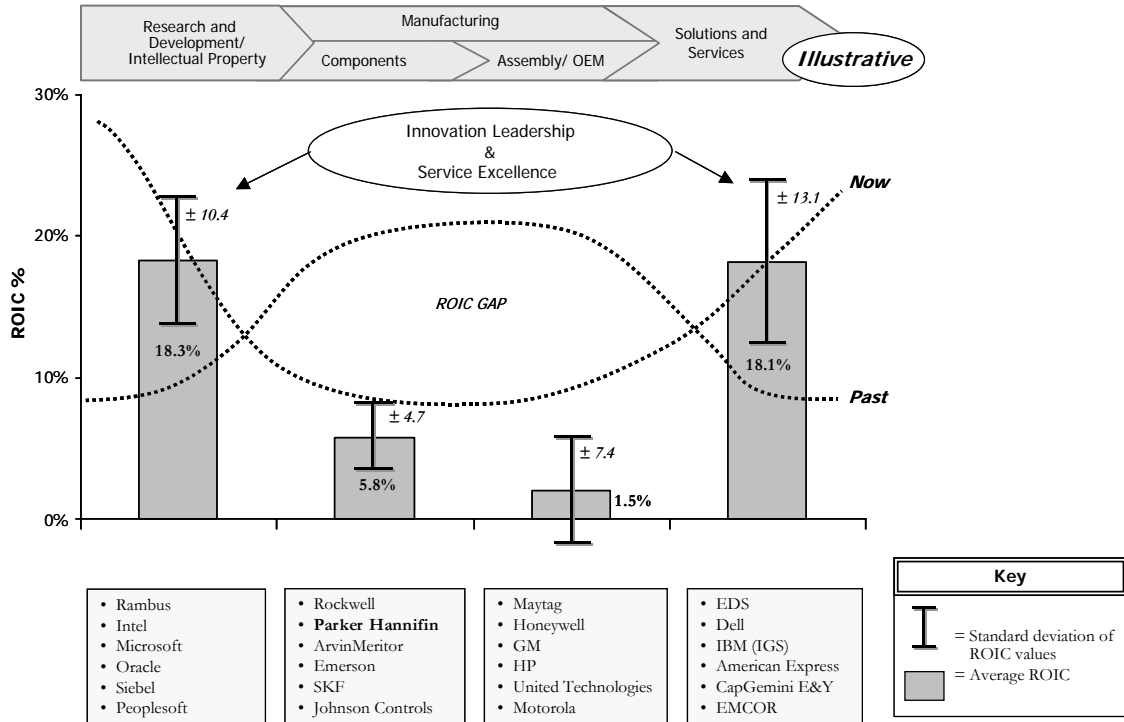 Research and
Development/
Intellectual Property
Manufacturing
Components
Assembly/ OEM
Solutions and
Services
Illustrative
30%
20%
10%
0%
ROIC %
Innovation Leadership
&
Service Excellence
± 10.4
± 13.1
Now
ROIC GAP
18.3%
18.1%
± 4.7
Past
± 7.4
5.8%
1.5%
• Rambus
• Intel
• Microsoft
• Oracle
• Siebel
• Peoplesoft
• Rockwell
• Parker Hannifin
• ArvinMeritor
• Emerson
• SKF
• Johnson Controls
• Maytag
• Honeywell
• GM
• HP
• United Technologies
• Motorola
• EDS
• Dell
• IBM (IGS)
• American Express
• CapGemini E&Y
• EMCOR
Key
= Standard deviation of
ROIC values
= Average ROIC